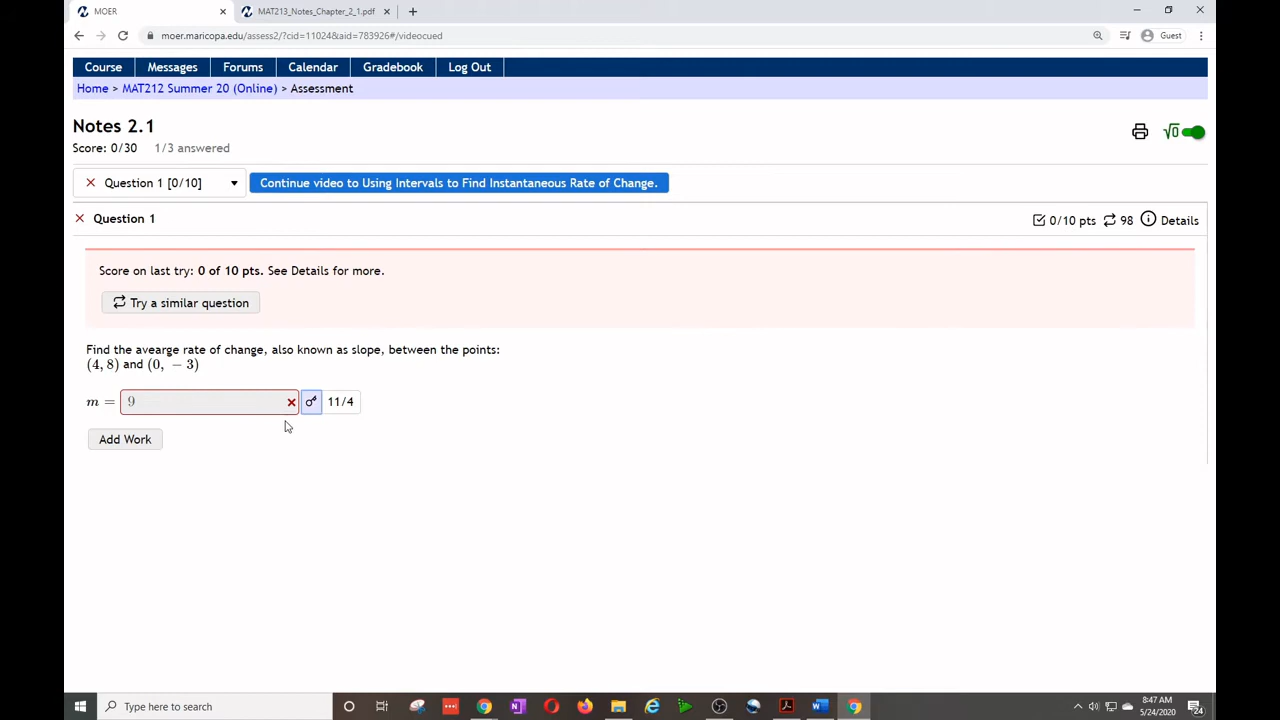 MOER
MAT213_Notes_Chapter_2_1.pdf
moer.maricopa.edu/assess2/?cid=11024&aid=783926#/videocued
Guest
Course Messages Forums Calendar Gradebook Log Out
Home > MAT212 Summer 20 (Online) > Assessment
Notes 2.1
Score: 0/30 1/3 answered
√0
Question 1 [0/10]
Continue video to Using Intervals to Find Instantaneous Rate of Change.
Question 1
0/10 pts 98 Details
Score on last try: 0 of 10 pts. See Details for more.
Try a similar question
Find the avearge rate of change, also known as slope, between the points:
(4, 8) and (0, − 3)
m = 9 11/4
Add Work
Type here to search
8:47 AM
5/24/2020
24